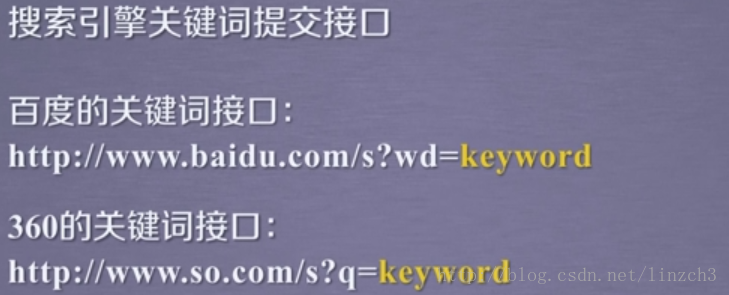 搜索引擎关键词提交接口
百度的关键词接口：
http://www.baidu.com/s?wd=keyword
360的关键词接口：
http://www.so.com/s?q=keyword
http://blog.csdn.net/linzch3